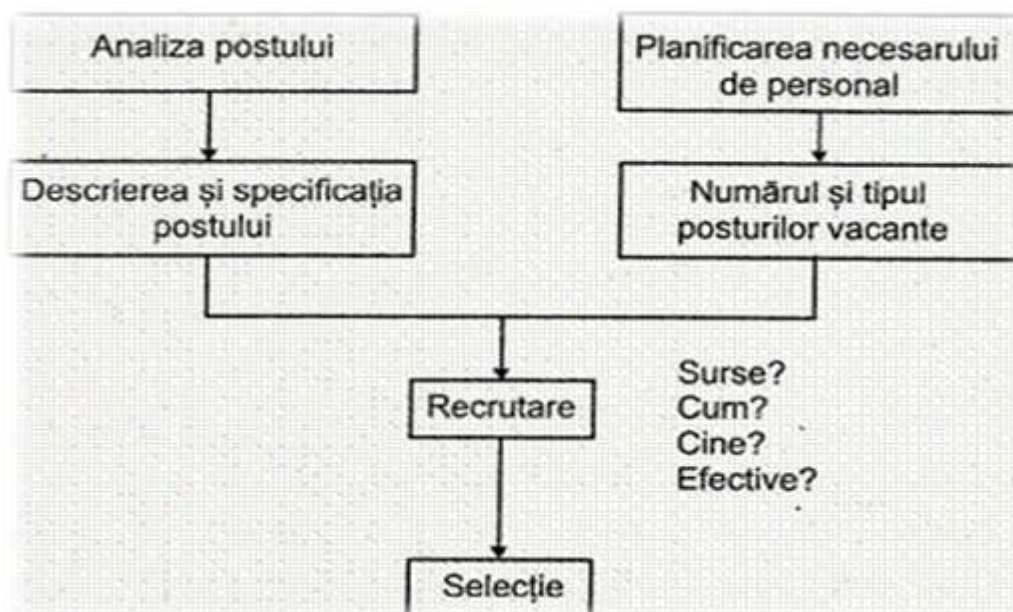 Analiza postului
Planificarea necesarului
de personal
Descrierea și specificația
postului
Numărul și tipul
posturilor vacante
Recrutare
Surse?
Cum?
Cine?
Efective?
Selecție